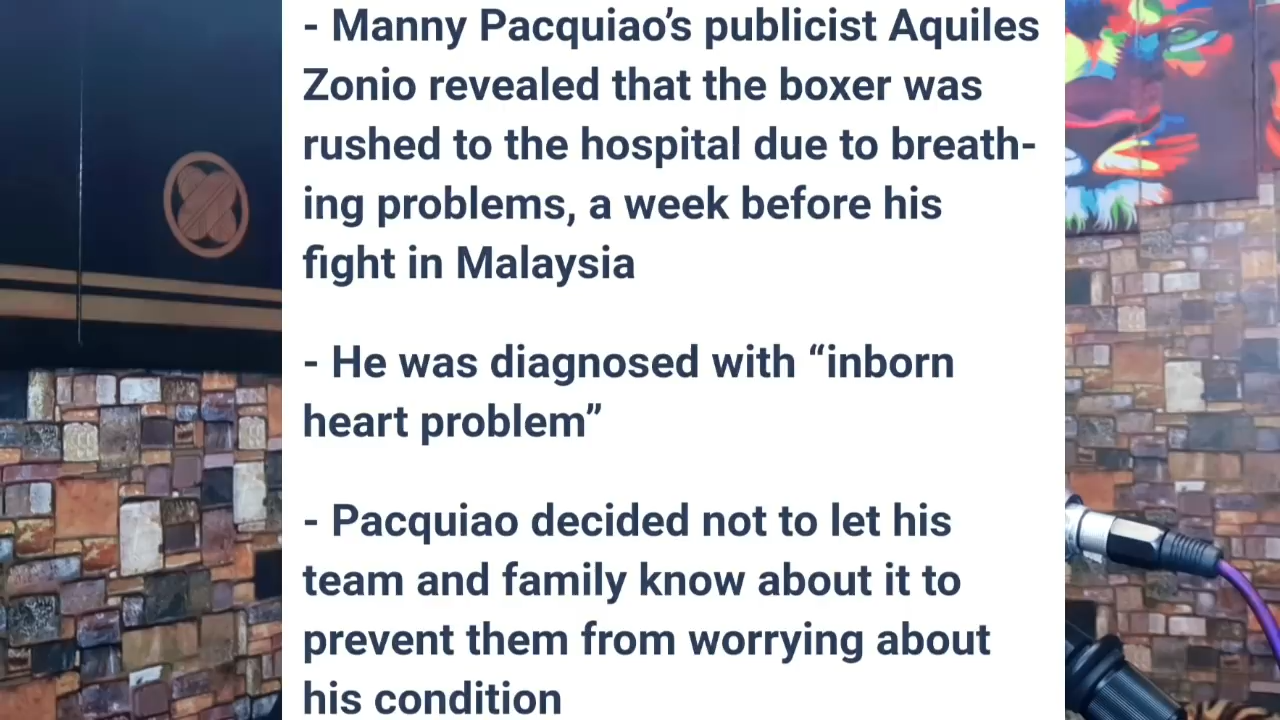 - Manny Pacquiao’s publicist Aquiles
Zonio revealed that the boxer was
rushed to the hospital due to breath-
ing problems, a week before his
fight in Malaysia
- He was diagnosed with “inborn
heart problem”
- Pacquiao decided not to let his
team and family know about it to
prevent them from worrying about
his condition